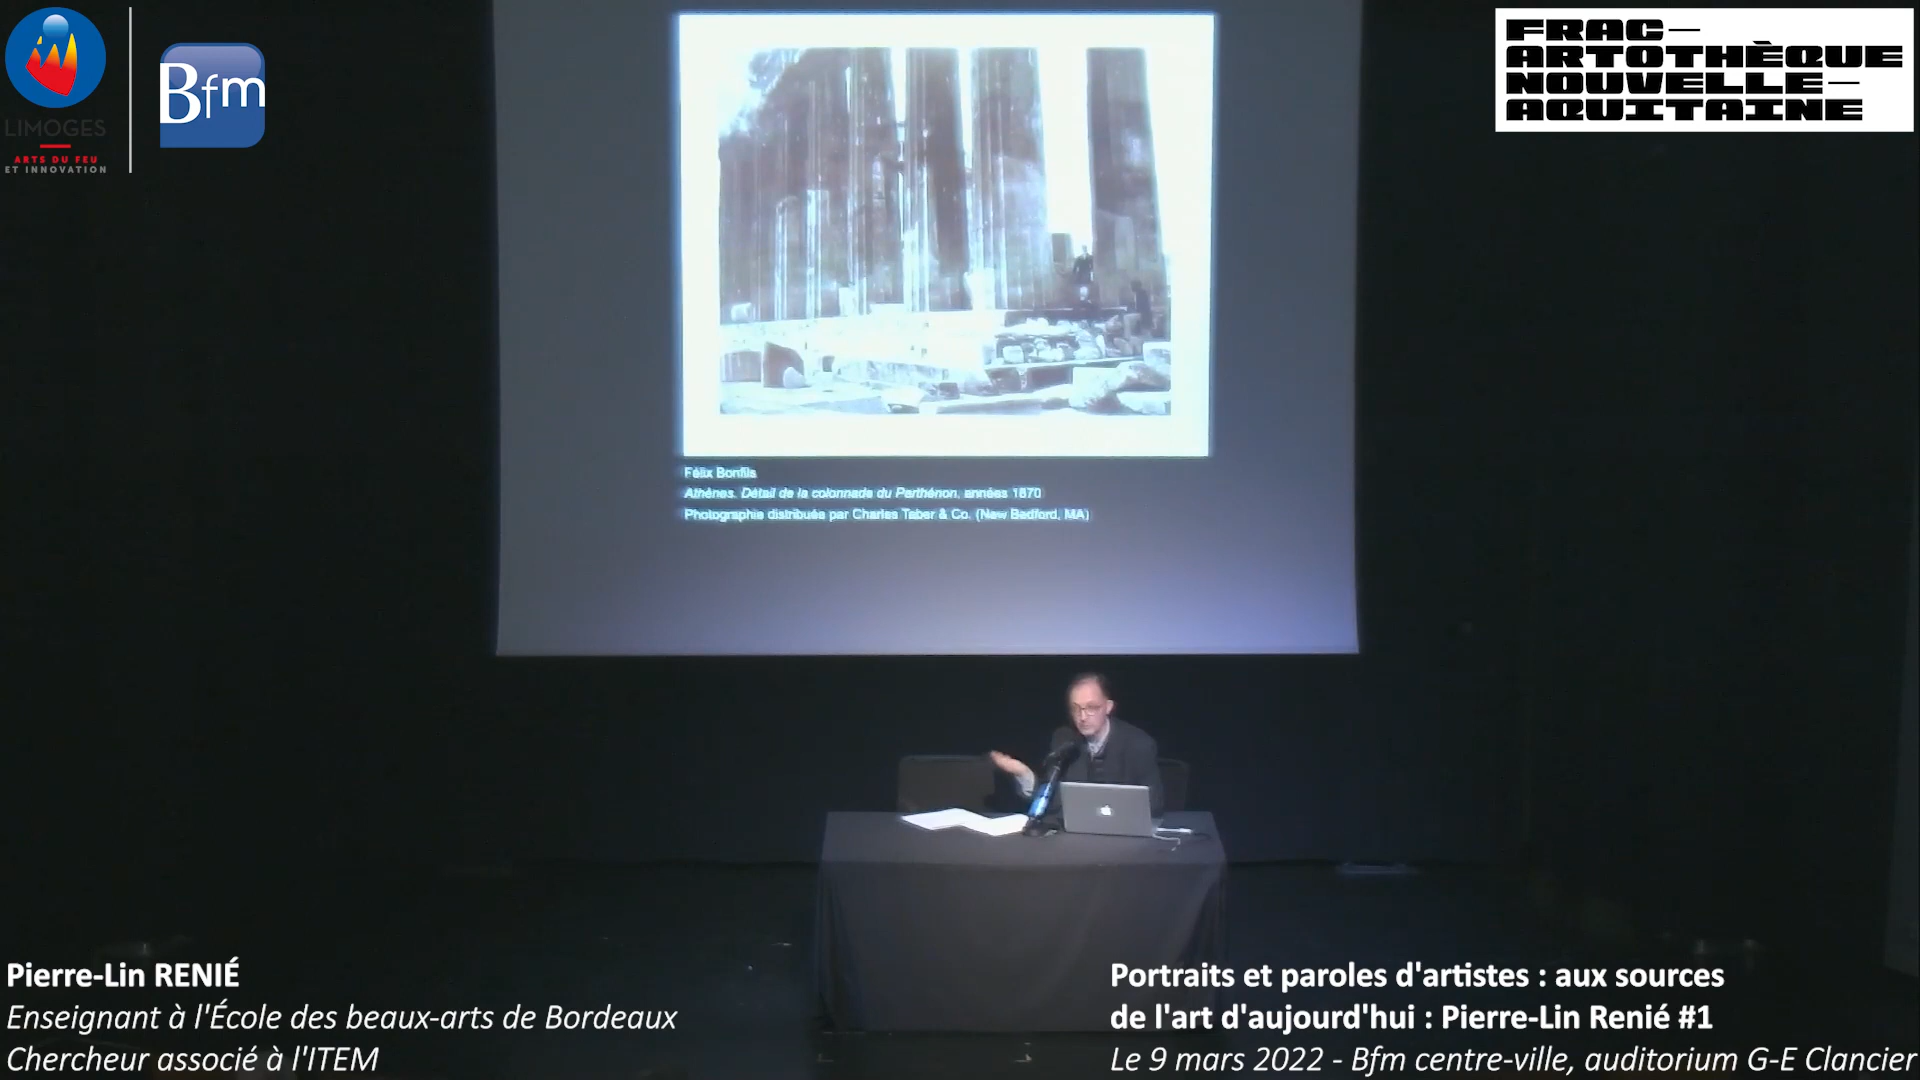 LIMOGES
ARTS DU FEU
ET INNOVATION
Bfm
FRAC-
ARTOTHÈQUE
NOUVELLE-
AQUITAINE
Félix Bonfils
Athènes. Détail de la colonnade du Parthénon, années 1870
Photographie distribuée par Charles Taber & Co. (New Bedford, MA)
Pierre-Lin RENIÉ
Enseignant à l'École des beaux-arts de Bordeaux
Chercheur associé à l'ITEM
Portraits et paroles d'artistes : aux sources
de l'art d'aujourd'hui : Pierre-Lin Renié #1
Le 9 mars 2022 - Bfm centre-ville, auditorium G-E Clancier